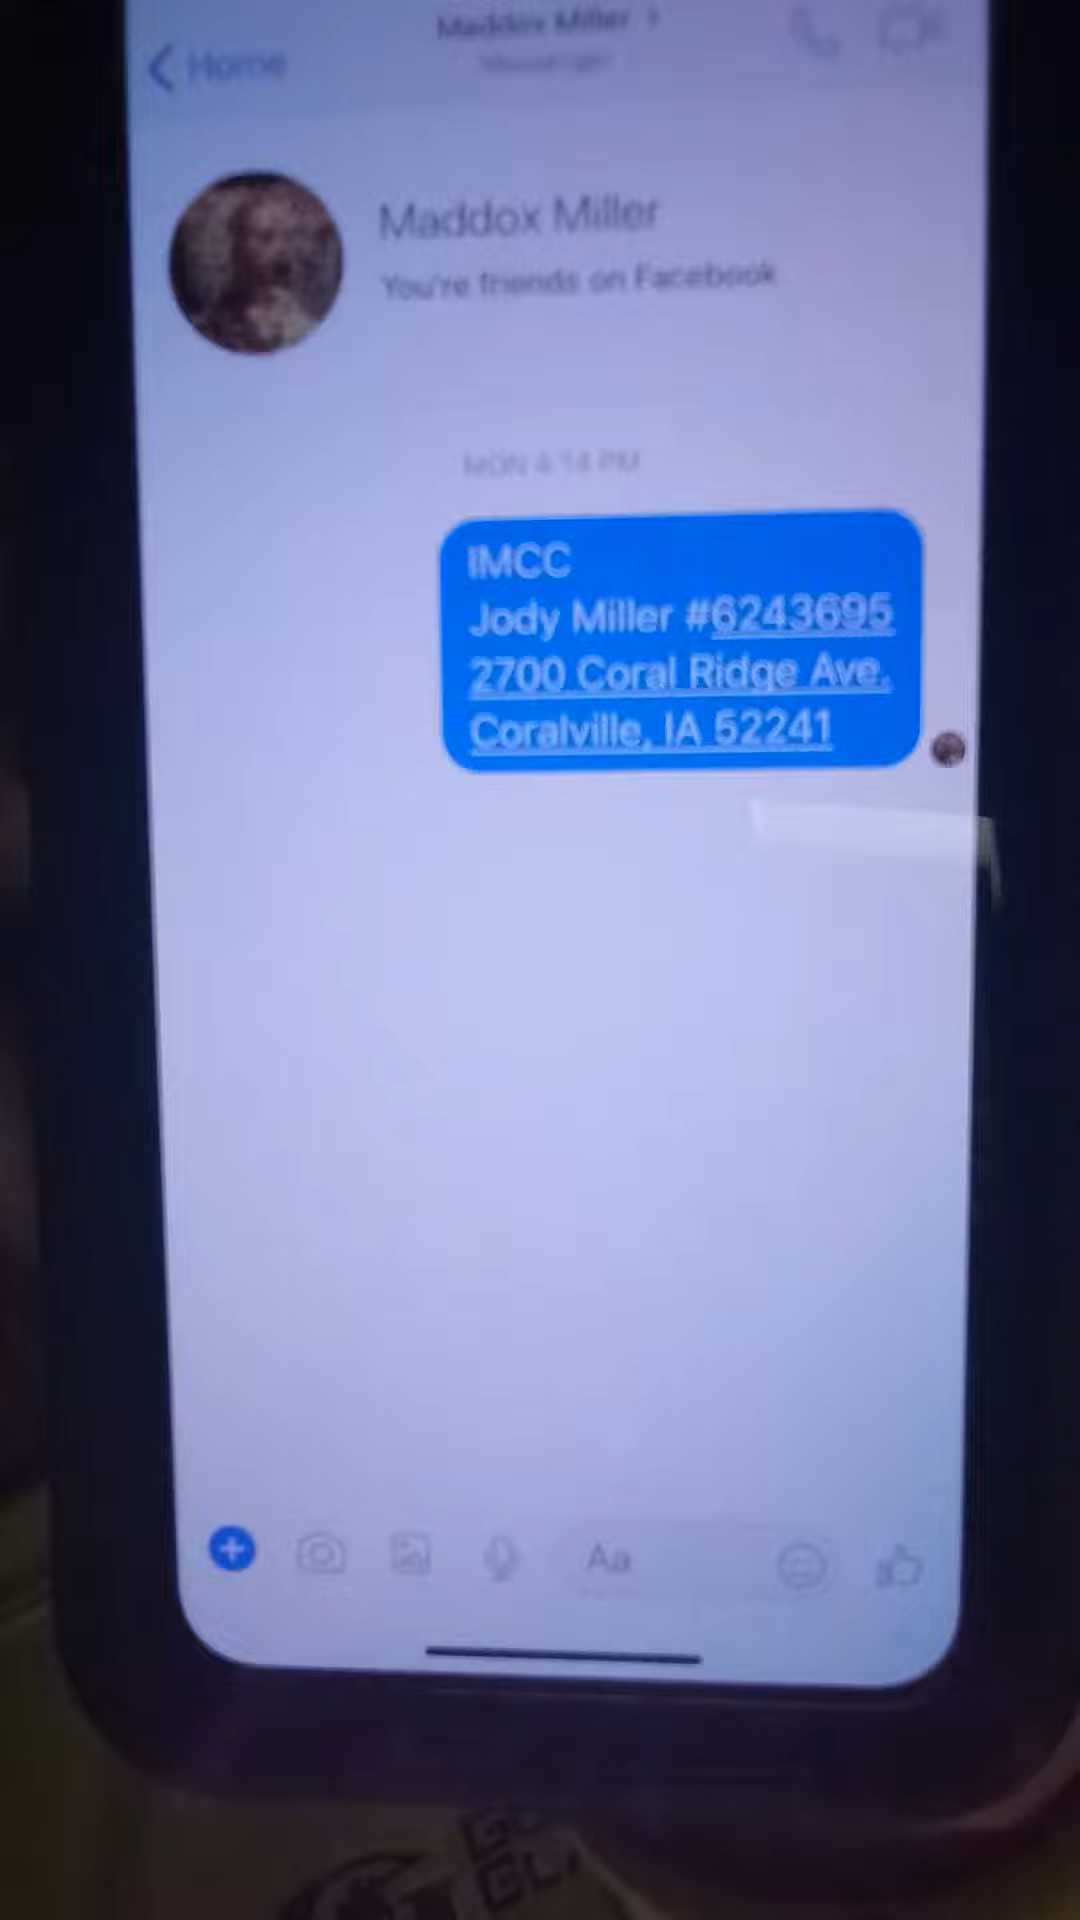 Maddox Miller
Home
Messenger
Maddox Miller
You're friends on Facebook
MON 4:14 PM
IMCC
Jody Miller #6243695
2700 Coral Ridge Ave.
Coralville, IA 52241
Aa